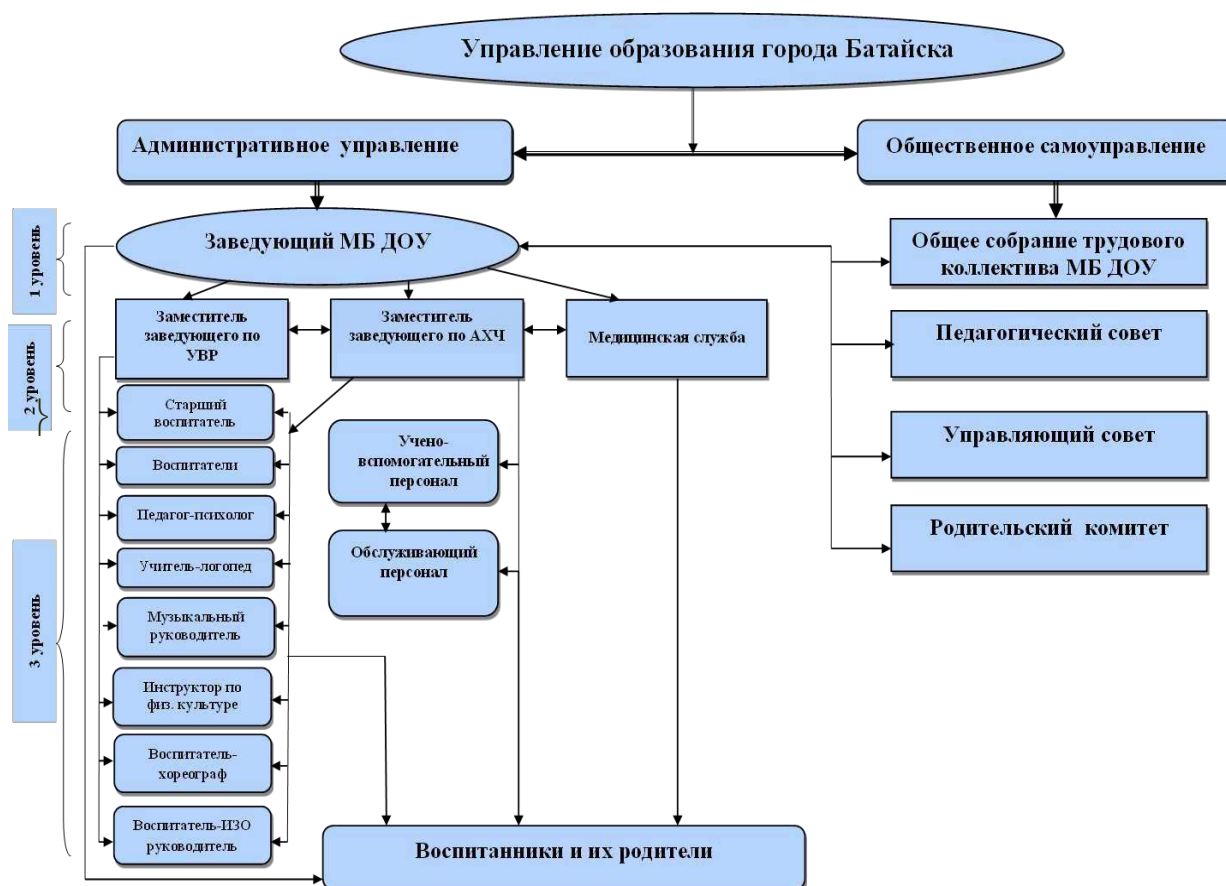 Управление образования города Батайска
Административное управление
Общественное самоуправление
1 уровень
Заведующий МБ ДОУ
Общее собрание трудового
коллектива МБ ДОУ
2 уровень
Заместитель
заведующего по
УВР
Заместитель
заведующего по АХЧ
Медицинская служба
Педагогический совет
Старший
воспитатель
Учено-
вспомогательный
персонал
Управляющий совет
Воспитатели
Педагог-психолог
Родительский комитет
3 уровень
Учитель-логопед
Обслуживающий
персонал
Музыкальный
руководитель
Инструктор по
физ. культуре
Воспитатель-
хореограф
Воспитатель-ИЗО
руководитель
Воспитанники и их родители